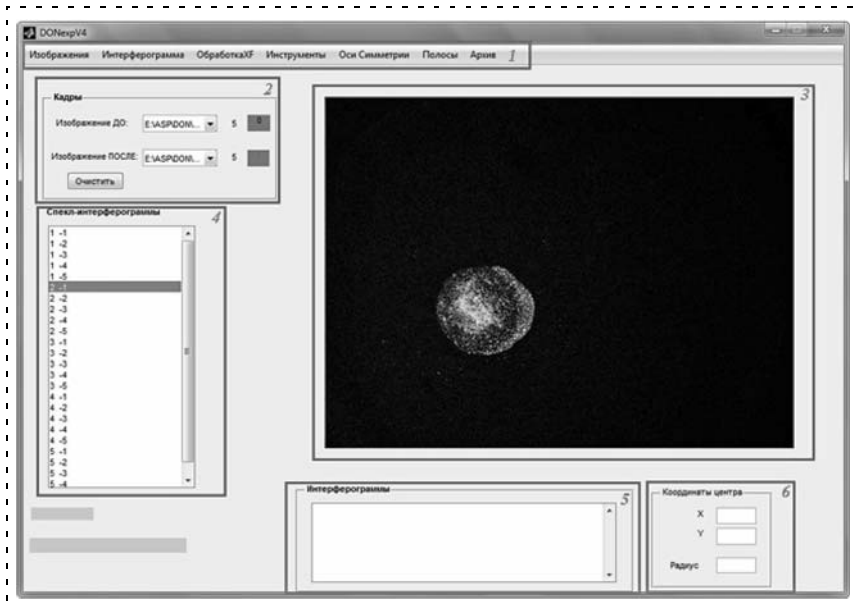 DONexpV4
Изображения Интерферограмма ОбработкаXF Инструменты Оси Симметрии Полосы Архив 1
2
Кадры
Изображение ДО: E:\ASP\DON\... 5 0
Изображение ПОСЛЕ: E:\ASP\DON\... 5
Очистить
3
Спекл-интерферограммы 4
1 -1
1 -2
1 -3
1 -4
1 -5
2 -1
2 -2
2 -3
2 -4
2 -5
3 -1
3 -2
3 -3
3 -4
3 -5
4 -1
4 -2
4 -3
4 -4
4 -5
5 -1
5 -2
5 -3
5 -4
Интерферограммы 5
Координаты центра 6
X
Y
Радиус